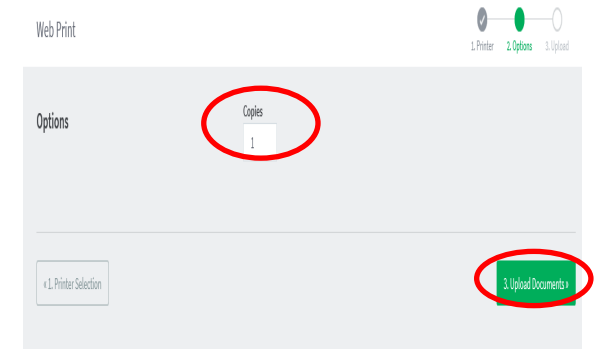 Web Print
1. Printer 2. Options 3. Upload
Options
Copies
1
« 1. Printer Selection
3. Upload Documents »